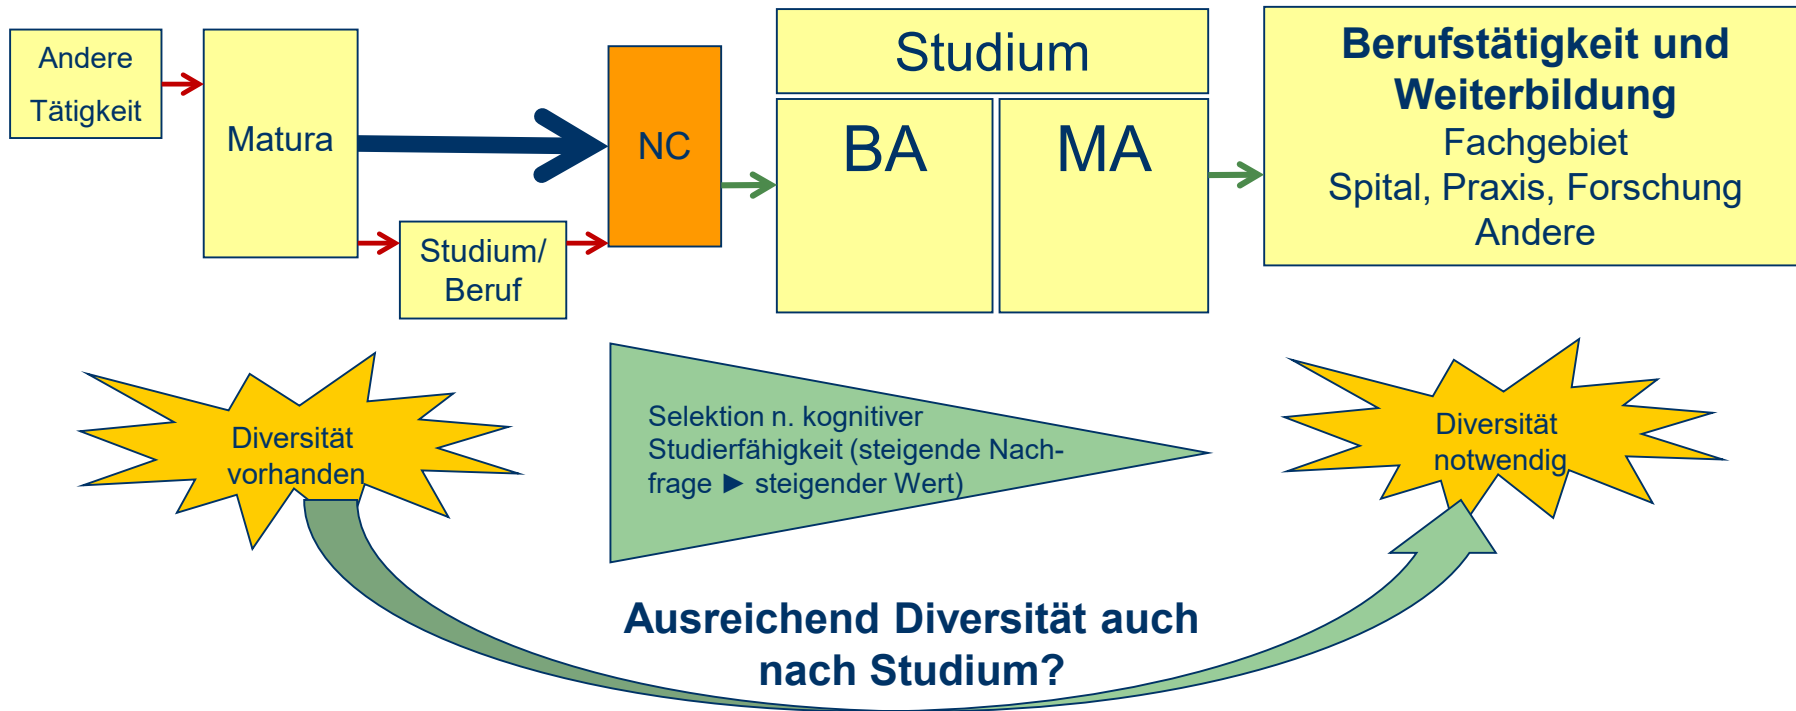 Andere
Tätigkeit
Matura
Studium/
Beruf
NC
Studium
BA
MA
Berufstätigkeit und
Weiterbildung
Fachgebiet
Spital, Praxis, Forschung
Andere
Diversität
vorhanden
Selektion n. kognitiver
Studierfähigkeit (steigende Nach-
frage ► steigender Wert)
Diversität
notwendig
Ausreichend Diversität auch
nach Studium?